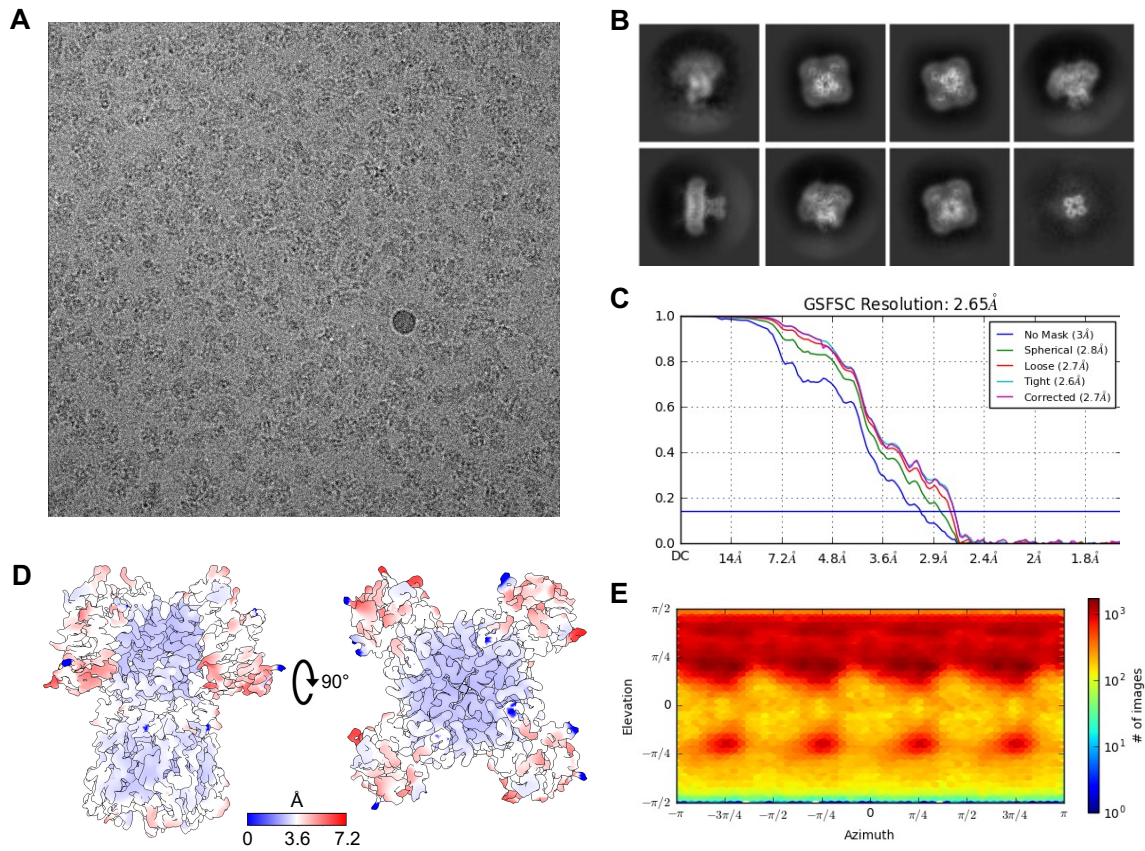 A
B
C
GSFSC Resolution: 2.65Å
1.0
0.8
0.6
0.4
0.2
0.0
DC
14Å
7.2Å
4.8Å
3.6Å
2.9Å
2.4Å
2Å
1.8Å
No Mask (3Å)
Spherical (2.8Å)
Loose (2.7Å)
Tight (2.6Å)
Corrected (2.7Å)
D
90°
Å
0 3.6 7.2
E
Elevation
π/2
π/4
0
−π/4
−π/2
−π −3π/4 −π/2 −π/4 0 π/4 π/2 3π/4 π
Azimuth
10³
10²
10¹
10⁰
# of images